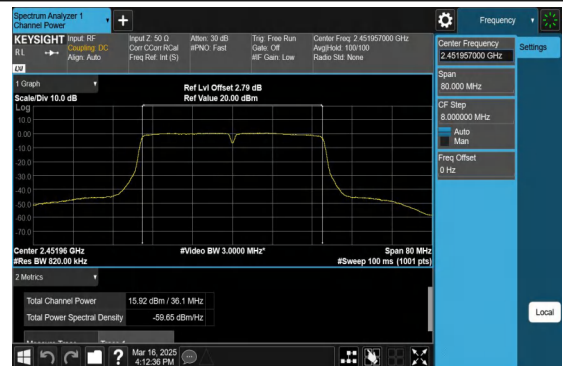 Spectrum Analyzer 1
Channel Power
Frequency
KEYSIGHT
RL
LXI
Input: RF
Coupling: DC
Align: Auto
Input Z: 50 Ω
Corr CCorr RCal
Freq Ref: Int (S)
Atten: 30 dB
#PNO: Fast
Trig: Free Run
Gate: Off
#IF Gain: Low
Center Freq: 2.451957000 GHz
Avg|Hold: 100/100
Radio Std: None
Center Frequency
2.451957000 GHz
Settings
Span
80.000 MHz
CF Step
8.000000 MHz
Auto
Man
Freq Offset
0 Hz
Local
1 Graph
Scale/Div 10.0 dB
Ref Lvl Offset 2.79 dB
Ref Value 20.00 dBm
Log
10.0
0.00
-10.0
-20.0
-30.0
-40.0
-50.0
-60.0
-70.0
Center 2.45196 GHz
#Res BW 820.00 kHz
#Video BW 3.0000 MHz*
Span 80 MHz
#Sweep 100 ms (1001 pts)
2 Metrics
Total Channel Power 15.92 dBm / 36.1 MHz
Total Power Spectral Density -59.65 dBm/Hz
?
Mar 16, 2025
4:12:36 PM